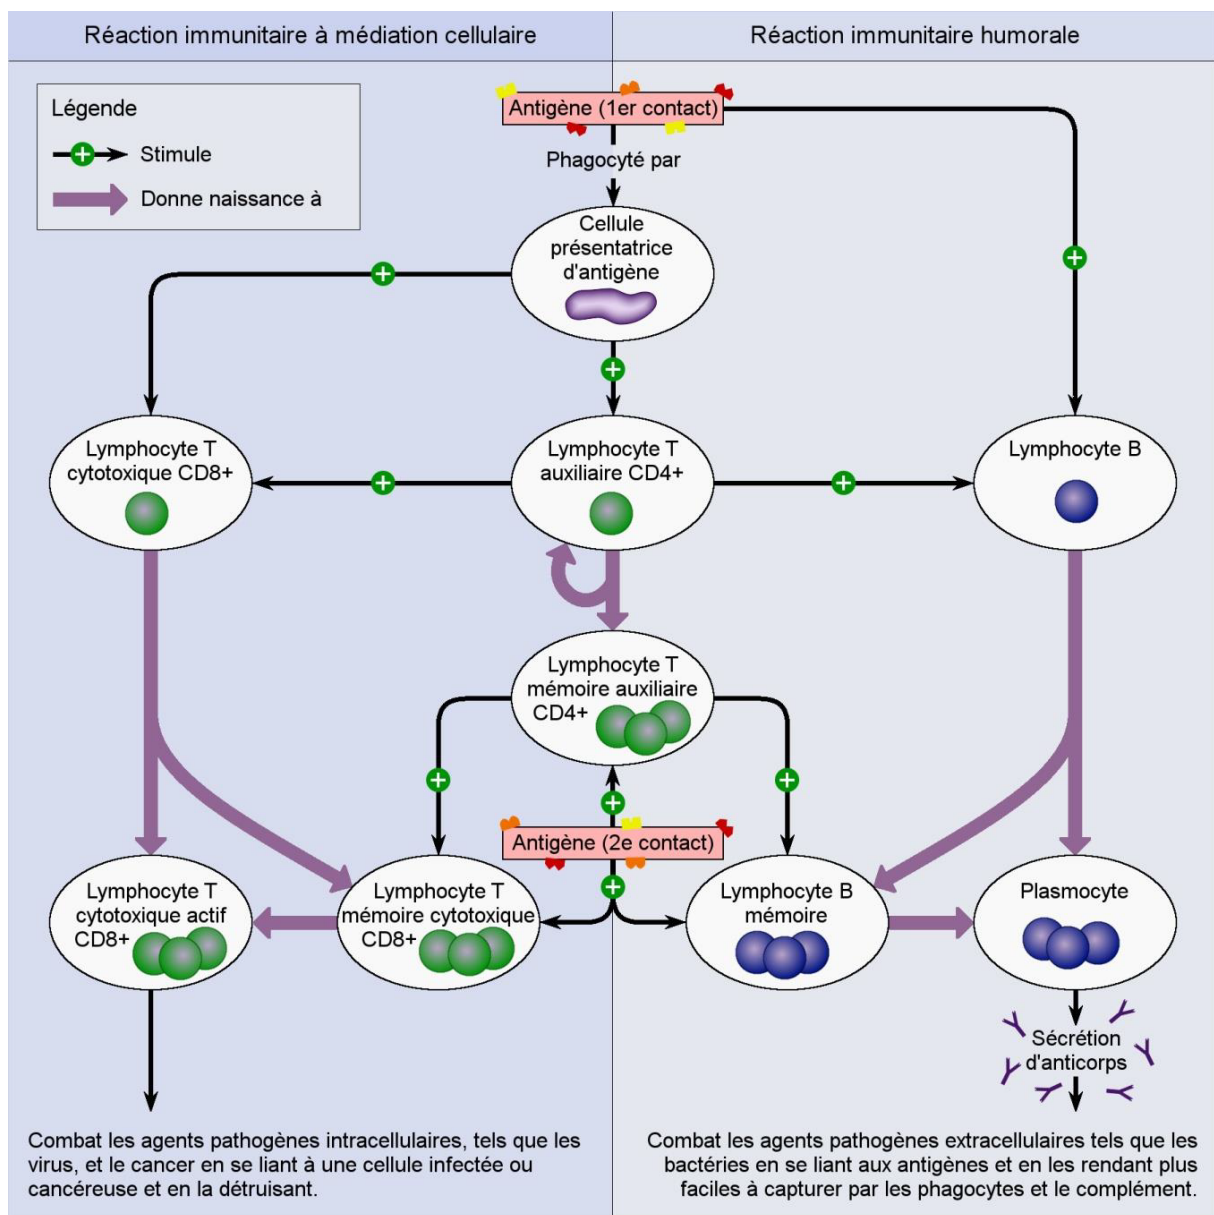 Réaction immunitaire à médiation cellulaire
Réaction immunitaire humorale
Légende
Stimule
Donne naissance à
Antigène (1er contact)
Phagocyté par
Cellule
présentatrice
d'antigène
Lymphocyte T
cytotoxique CD8+
Lymphocyte T
auxiliaire CD4+
Lymphocyte B
Lymphocyte T
mémoire auxiliaire
CD4+
Antigène (2e contact)
Lymphocyte T
cytotoxique actif
CD8+
Lymphocyte T
mémoire cytotoxique
CD8+
Lymphocyte B
mémoire
Plasmocyte
Sécrétion
d'anticorps
Combat les agents pathogènes intracellulaires, tels que les
virus, et le cancer en se liant à une cellule infectée ou
cancéreuse et en la détruisant.
Combat les agents pathogènes extracellulaires tels que les
bactéries en se liant aux antigènes et en les rendant plus
faciles à capturer par les phagocytes et le complément.